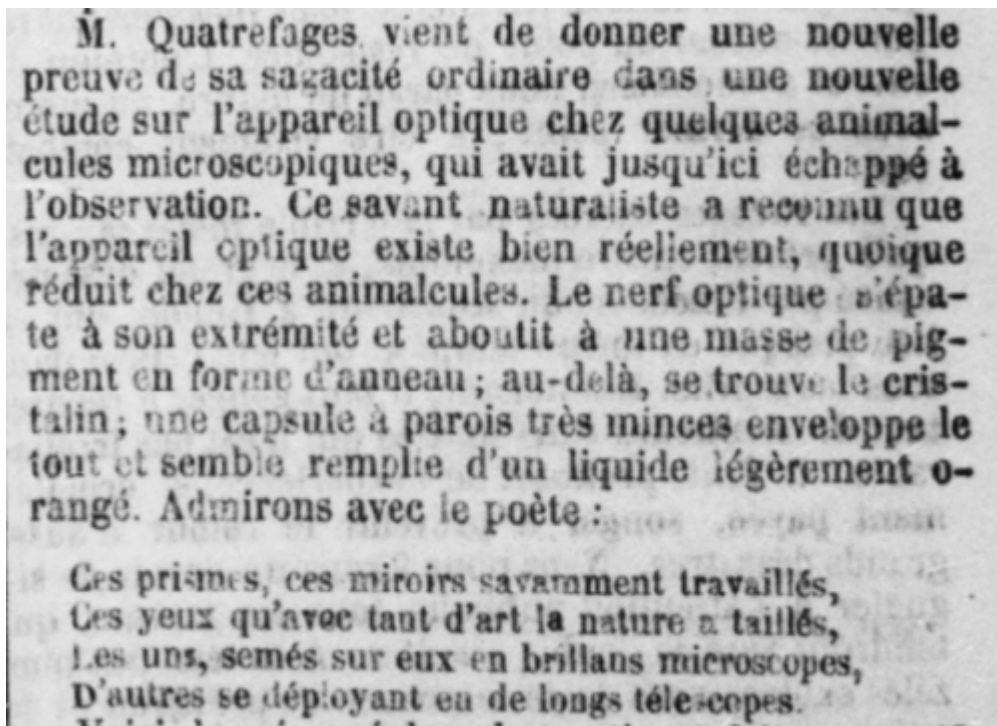 M. Quatrefages vient de donner une nouvelle
preuve de sa sagacité ordinaire dans une nouvelle
étude sur l'appareil optique chez quelques animal-
cules microscopiques, qui avait jusqu'ici échappé à
l'observation. Ce savant naturaliste a reconnu que
l'appareil optique existe bien réellement, quoique
réduit chez ces animalcules. Le nerf optique s'épa-
te à son extrémité et aboutit à une masse de pig-
ment en forme d'anneau ; au-delà, se trouve le cris-
talin ; une capsule à parois très minces enveloppe le
tout et semble remplie d'un liquide légèrement o-
rangé. Admirons avec le poète :
Ces prismes, ces miroirs savamment travaillés,
Ces yeux qu'avec tant d'art la nature a taillés,
Les uns, semés sur eux en brillans microscopes,
D'autres se déployant en de longs télescopes.